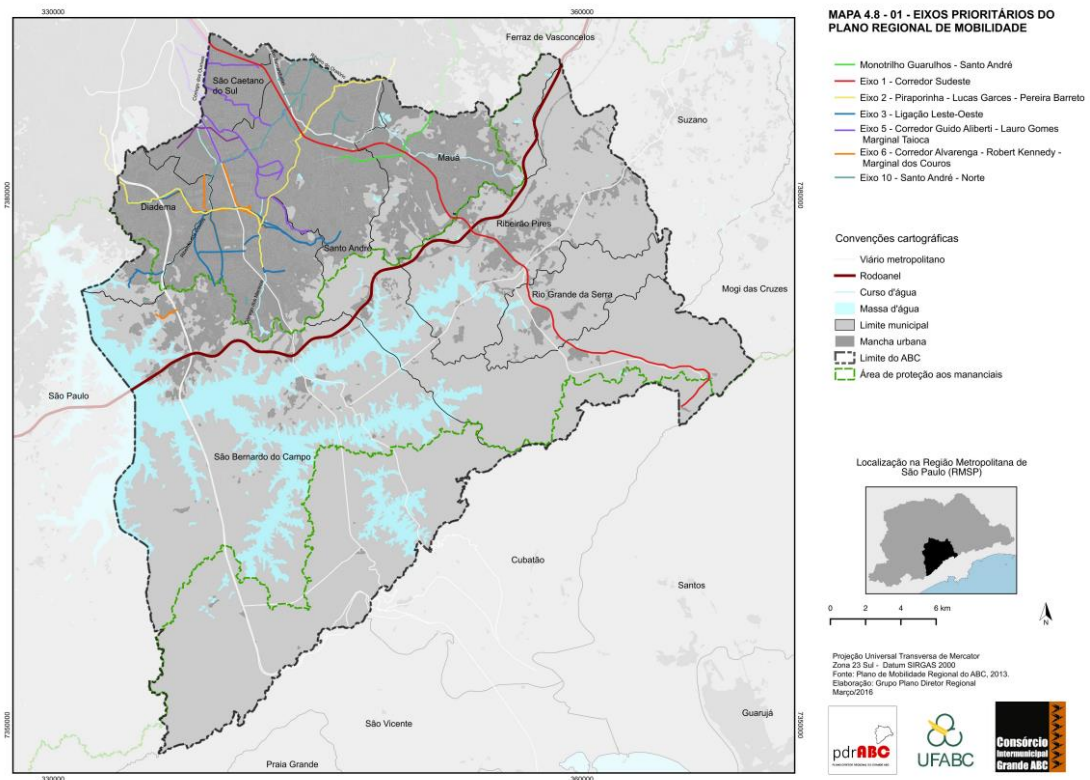 MAPA 4.8 - 01 - EIXOS PRIORITÁRIOS DO
PLANO REGIONAL DE MOBILIDADE
Monotrilho Guarulhos - Santo André
Eixo 1 - Corredor Sudeste
Eixo 2 - Piraporinha - Lucas Garces - Pereira Barreto
Eixo 3 - Ligação Leste-Oeste
Eixo 5 - Corredor Guido Aliberti - Lauro Gomes
Marginal Taioca
Eixo 6 - Corredor Alvarenga - Robert Kennedy -
Marginal dos Couros
Eixo 10 - Santo André - Norte
Convenções cartográficas
Viário metropolitano
Rodoanel
Curso d'água
Massa d'água
Limite municipal
Mancha urbana
Limite do ABC
Área de proteção aos mananciais
Localização na Região Metropolitana de
São Paulo (RMSP)
0 2 4 6 km
N
Projeção Universal Transversa de Mercator
Zona 23 Sul - Datum SIRGAS 2000
Fonte: Plano de Mobilidade Regional do ABC, 2013.
Elaboração: Grupo Plano Diretor Regional
Março/2016
pdrABC
PLANO DIRETOR REGIONAL DO GRANDE ABC
UFABC
Consórcio
Intermunicipal
Grande ABC
330000
360000
7380000
7380000
7350000
7350000
330000
360000
Ferraz de Vasconcelos
São Caetano
do Sul
Suzano
Mauá
Diadema
Ribeirão Pires
Santo André
Mogi das Cruzes
Rio Grande da Serra
São Paulo
São Bernardo do Campo
Cubatão
Santos
São Vicente
Guarujá
Praia Grande